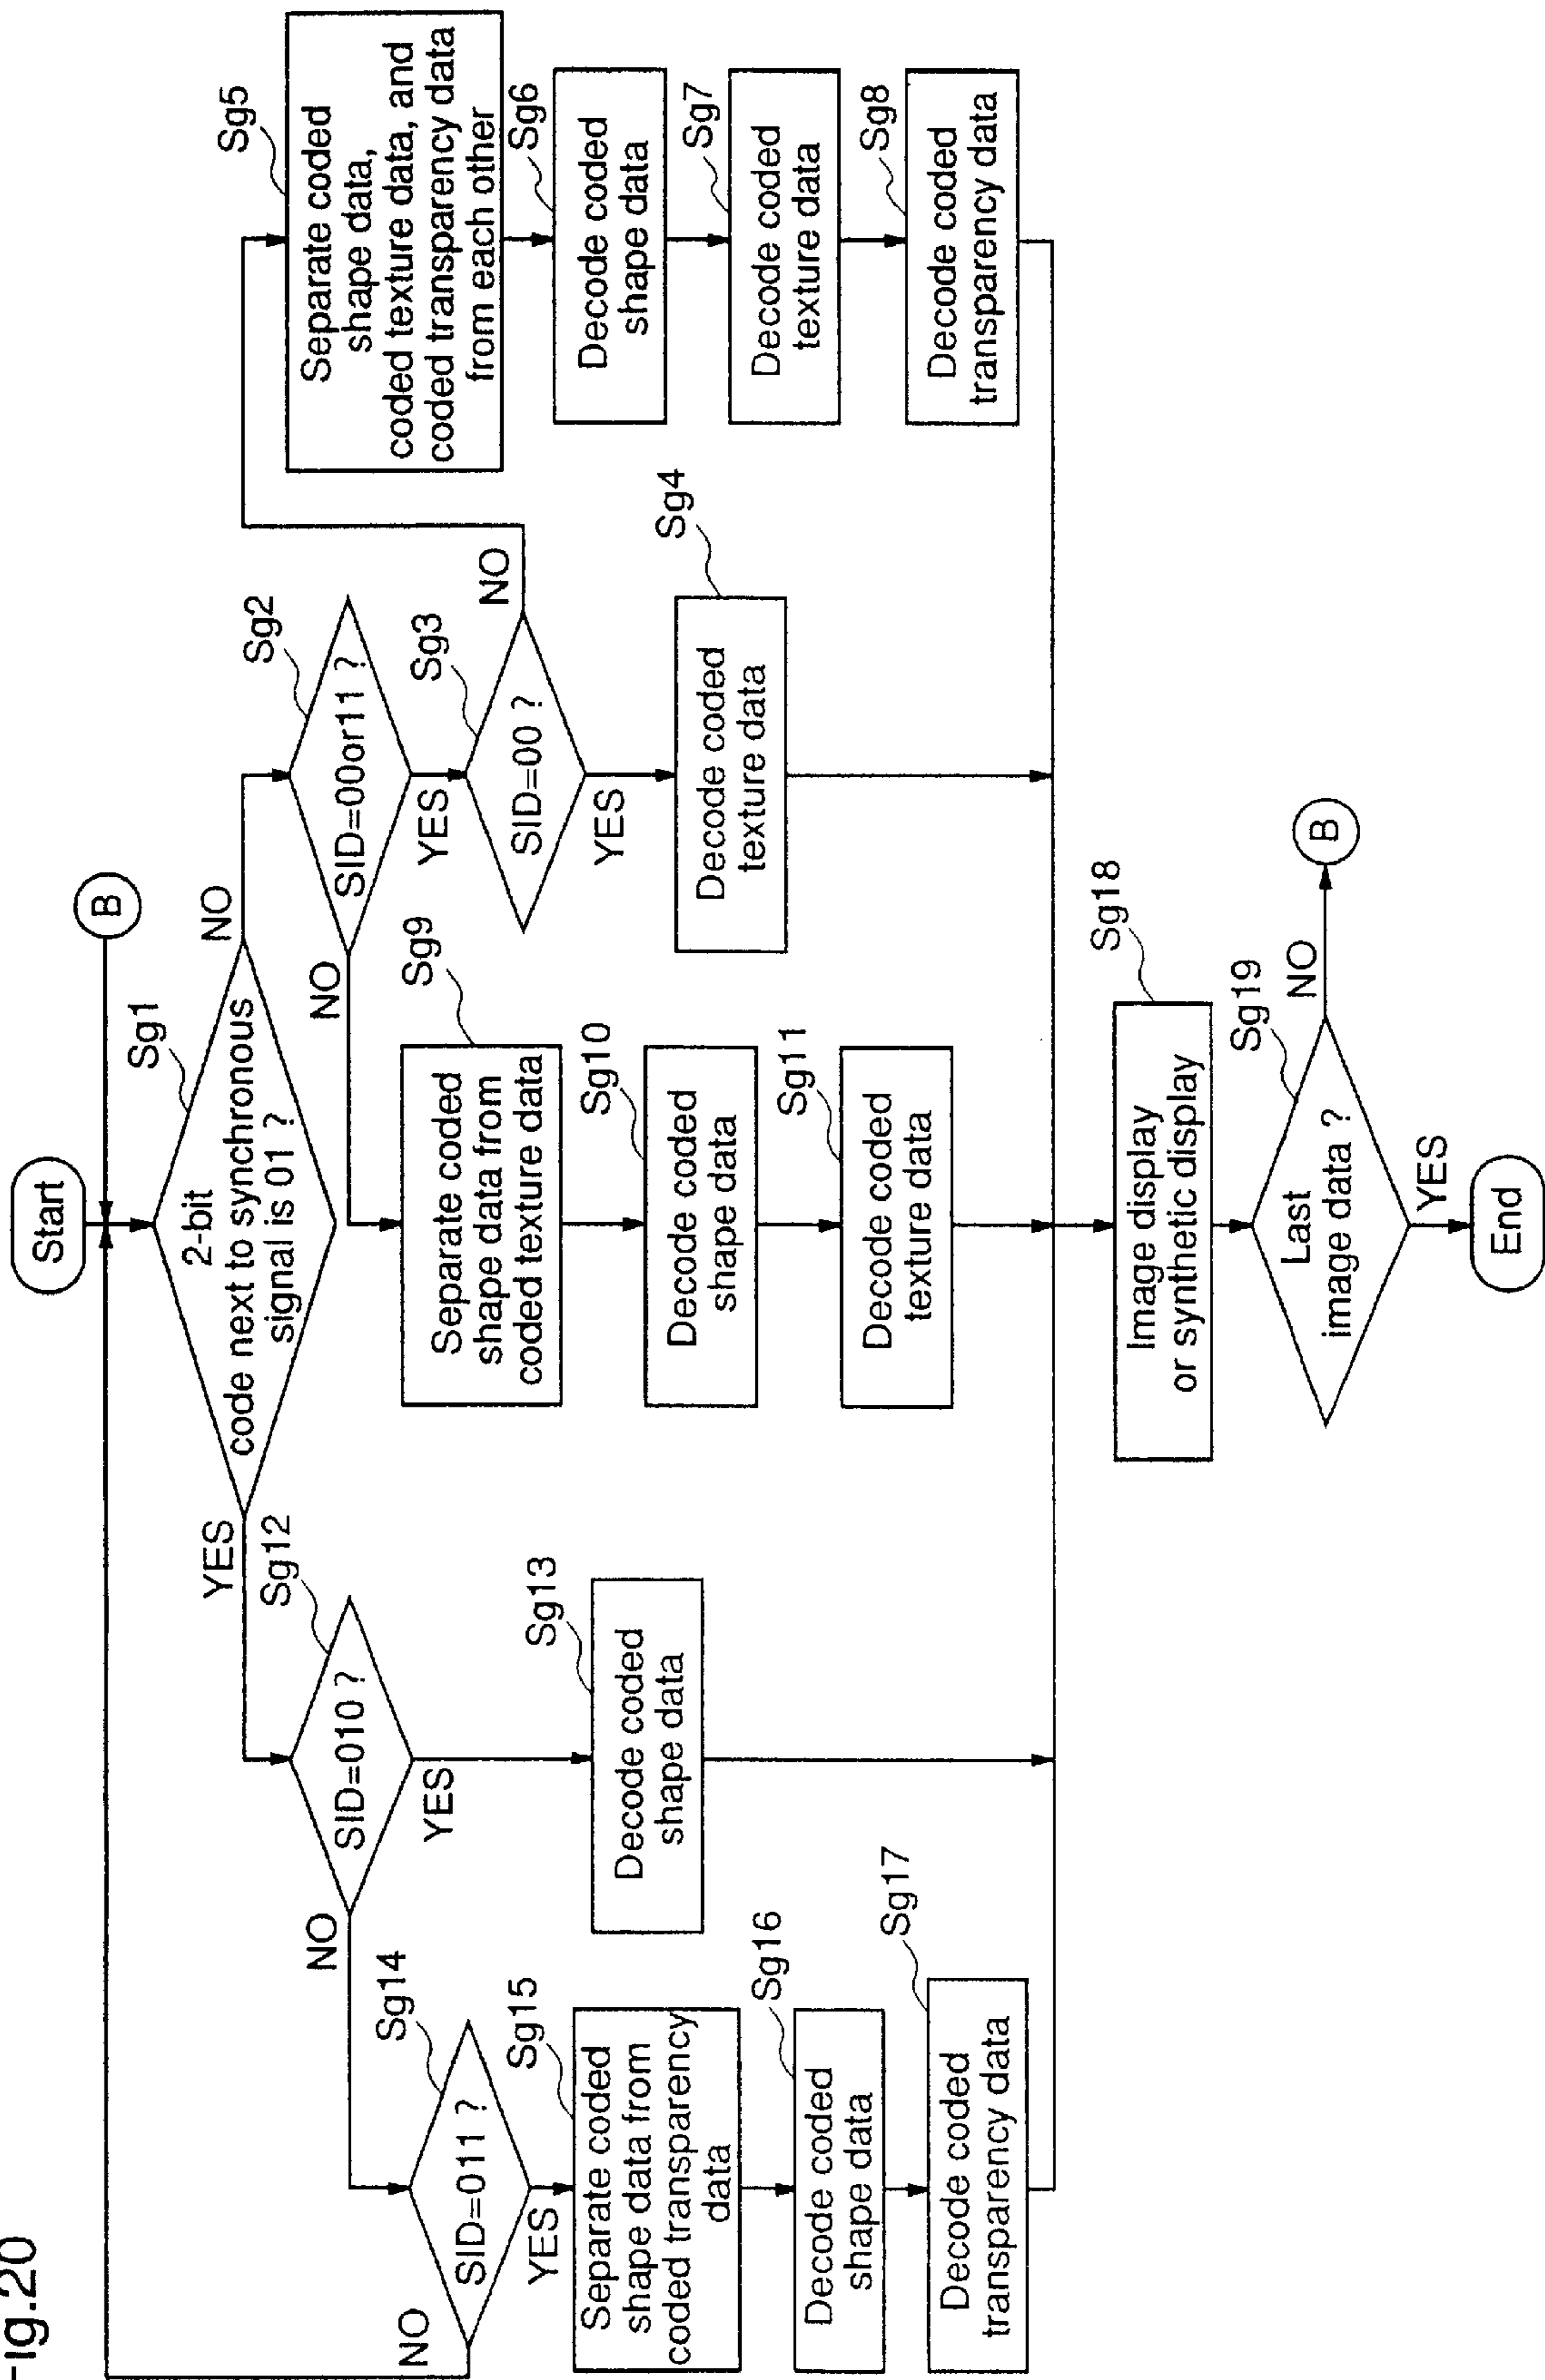 Fig.20
Start
B
Sg1
2-bit
code next to synchronous
signal is 01 ?
YES
NO
Sg12
SID=010 ?
NO
YES
Sg14
SID=011 ?
NO
YES
Sg15
Separate coded
shape data from
coded transparency
data
Sg16
Decode coded
shape data
Sg17
Decode coded
transparency data
Sg13
Decode coded
shape data
Sg2
SID=00or11 ?
NO
YES
Sg9
Separate coded
shape data from
coded texture data
Sg10
Decode coded
shape data
Sg11
Decode coded
texture data
Sg3
SID=00 ?
NO
YES
Sg4
Decode coded
texture data
Sg5
Separate coded
shape data,
coded texture data, and
coded transparency data
from each other
Sg6
Decode coded
shape data
Sg7
Decode coded
texture data
Sg8
Decode coded
transparency data
Sg18
Image display
or synthetic display
Sg19
Last
image data ?
NO
B
YES
End